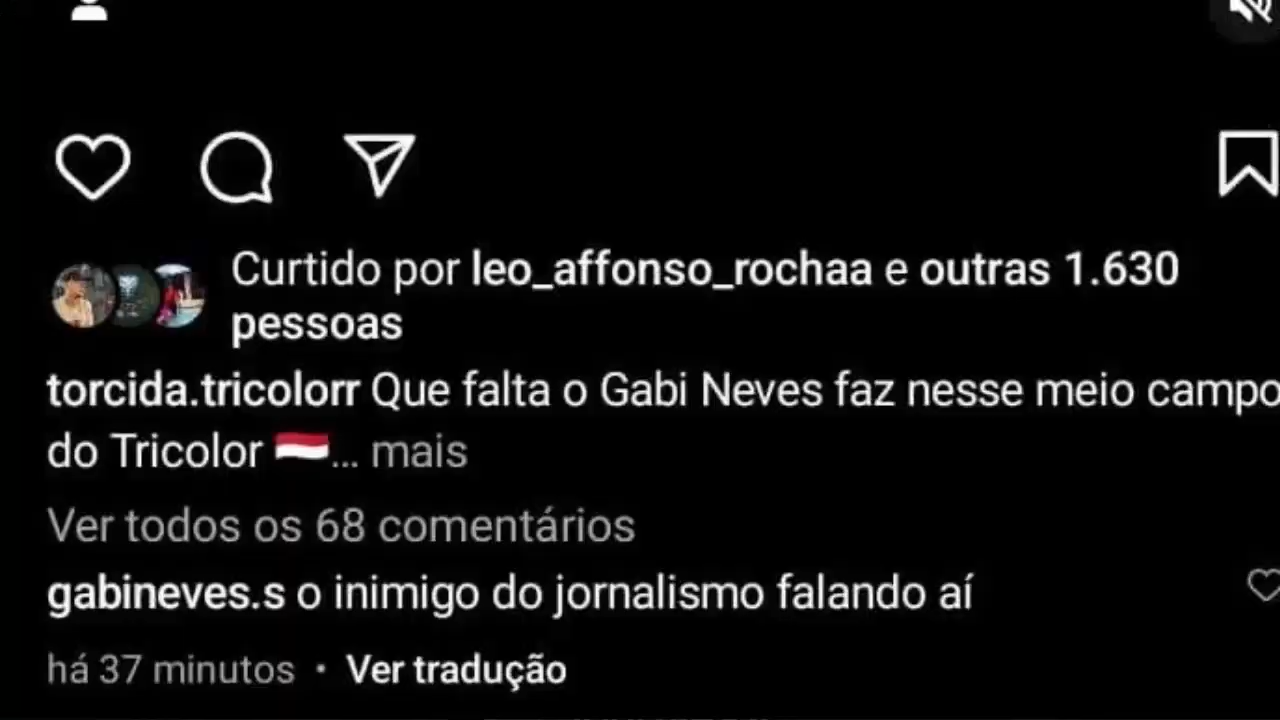 Curtido por leo_affonso_rochaa e outras 1.630
pessoas
torcida.tricolorr Que falta o Gabi Neves faz nesse meio campo
do Tricolor 🇮🇩... mais
Ver todos os 68 comentários
gabineves.s o inimigo do jornalismo falando aí
há 37 minutos • Ver tradução